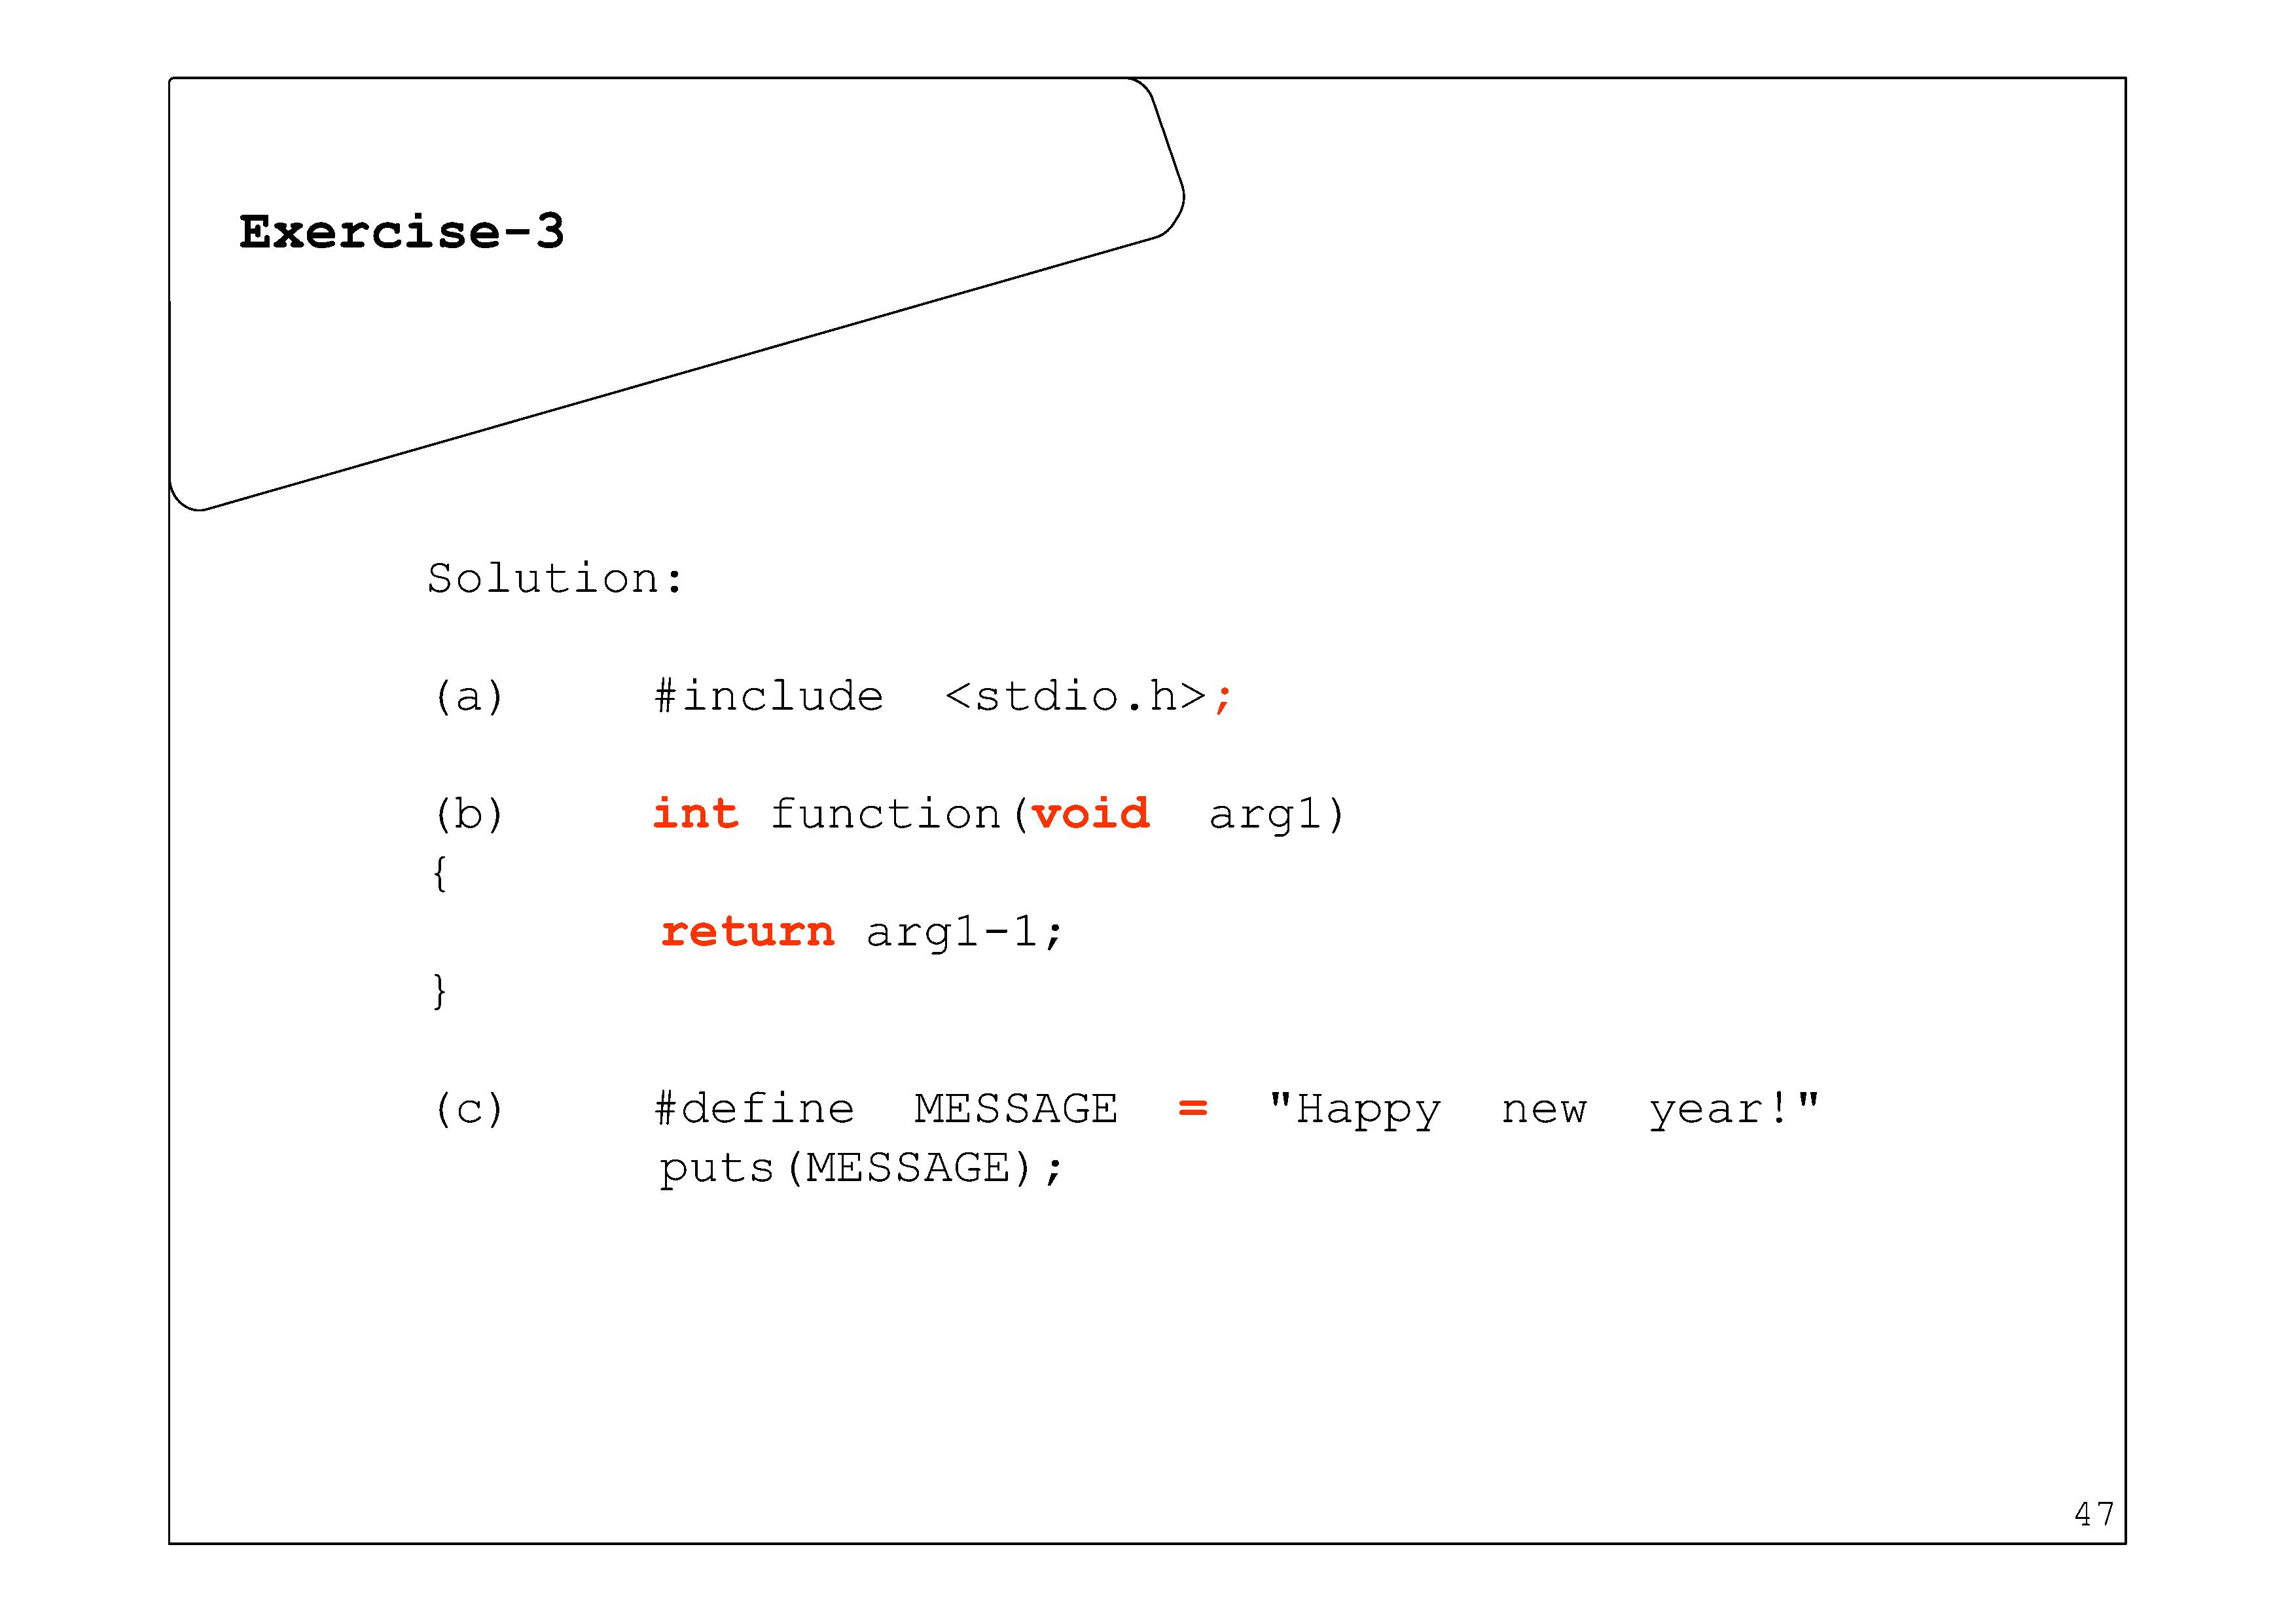 Exercise-3
Solution:
(a) #include <stdio.h>;
(b) int function(void arg1)
{
return arg1-1;
}
(c) #define MESSAGE = "Happy new year!"
puts(MESSAGE);
47